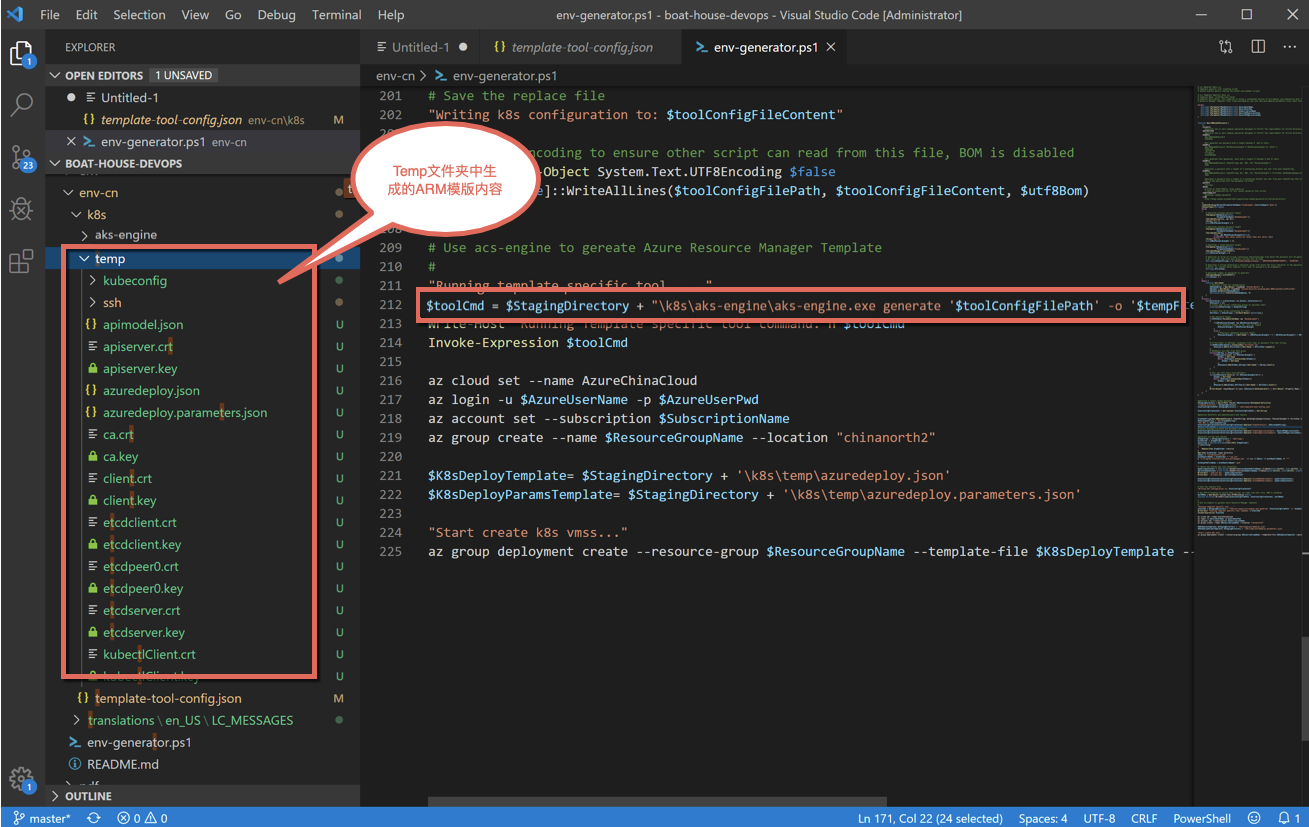 File Edit Selection View Go Debug Terminal Help
env-generator.ps1 - boat-house-devops - Visual Studio Code [Administrator]
1
23
1
EXPLORER
OPEN EDITORS 1 UNSAVED
Untitled-1
template-tool-config.json env-cn\k8s M
env-generator.ps1 env-cn
BOAT-HOUSE-DEVOPS
env-cn
k8s
aks-engine
temp
kubeconfig
ssh
apimodel.json U
apiserver.crt U
apiserver.key U
azuredeploy.json U
azuredeploy.parameters.json U
ca.crt U
ca.key U
client.crt U
client.key U
etcdclient.crt U
etcdclient.key U
etcdpeer0.crt U
etcdpeer0.key U
etcdserver.crt U
etcdserver.key U
kubectlClient.crt U
kubectlClient.key U
template-tool-config.json M
translations \ en_US \ LC_MESSAGES
env-generator.ps1
README.md
OUTLINE
Temp文件夹中生
成的ARM模版内容
Untitled-1
template-tool-config.json
env-generator.ps1
env-cn > env-generator.ps1
201 # Save the replace file
202 "Writing k8s configuration to: $toolConfigFileContent"
coding to ensure other script can read from this file, BOM is disabled
Object System.Text.UTF8Encoding $false
e]::WriteAllLines($toolConfigFilePath, $toolConfigFileContent, $utf8Bom)
208
209 # Use acs-engine to gereate Azure Resource Manager Template
210 #
211 "Running template specific tool ..."
212 $toolCmd = $StagingDirectory + "\k8s\aks-engine\aks-engine.exe generate '$toolConfigFilePath' -o '$tempF
213 Write-Host "Running Template specific tool command:`n $toolCmd
214 Invoke-Expression $toolCmd
215
216 az cloud set --name AzureChinaCloud
217 az login -u $AzureUserName -p $AzureUserPwd
218 az account set --subscription $SubscriptionName
219 az group create --name $ResourceGroupName --location "chinanorth2"
220
221 $K8sDeployTemplate= $StagingDirectory + '\k8s\temp\azuredeploy.json'
222 $K8sDeployParamsTemplate= $StagingDirectory + '\k8s\temp\azuredeploy.parameters.json'
223
224 "Start create k8s vmss..."
225 az group deployment create --resource-group $ResourceGroupName --template-file $K8sDeployTemplate --
master* 0 0 Ln 171, Col 22 (24 selected) Spaces: 4 UTF-8 CRLF PowerShell 1